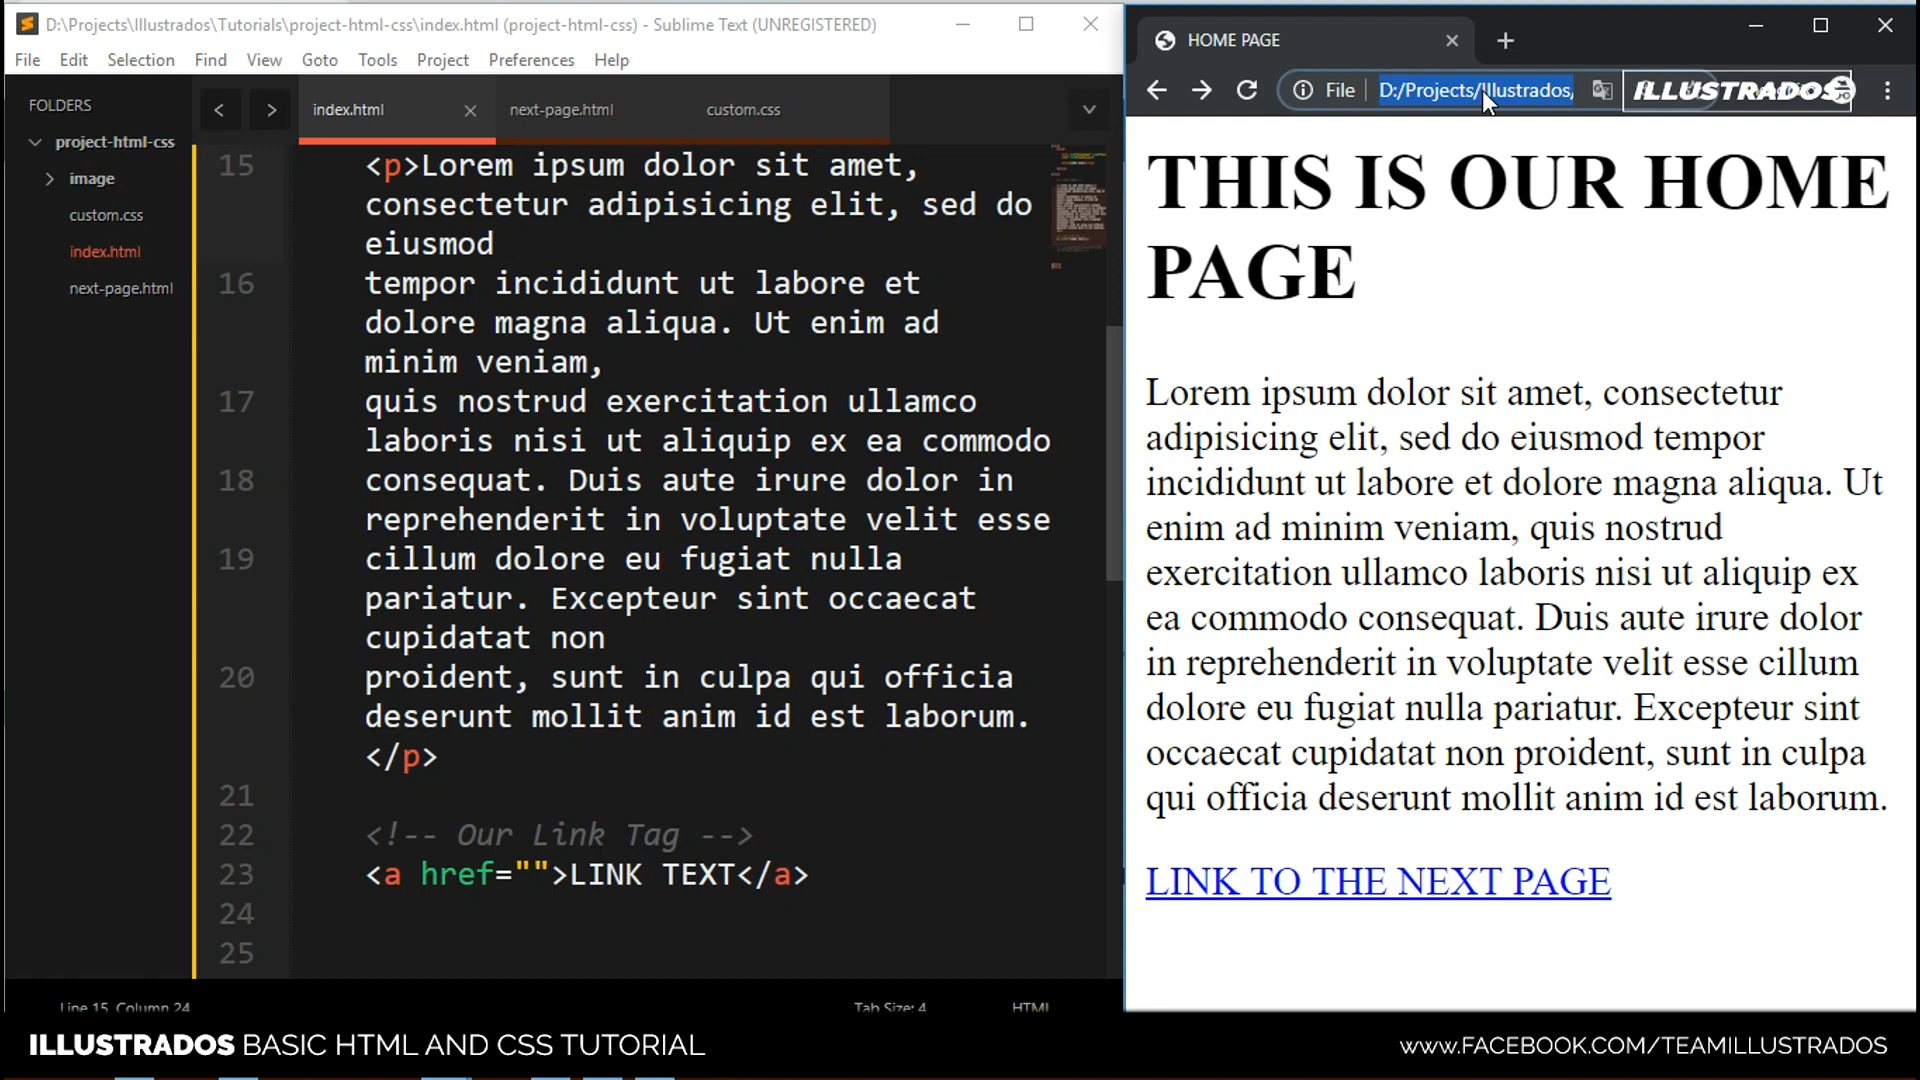 D:\Projects\Illustrados\Tutorials\project-html-css\index.html (project-html-css) - Sublime Text (UNREGISTERED)
File Edit Selection Find View Goto Tools Project Preferences Help
FOLDERS
project-html-css
image
custom.css
index.html
next-page.html
index.html next-page.html custom.css
15 <p>Lorem ipsum dolor sit amet,
consectetur adipisicing elit, sed do
eiusmod
16 tempor incididunt ut labore et
dolore magna aliqua. Ut enim ad
minim veniam,
17 quis nostrud exercitation ullamco
laboris nisi ut aliquip ex ea commodo
18 consequat. Duis aute irure dolor in
reprehenderit in voluptate velit esse
19 cillum dolore eu fugiat nulla
pariatur. Excepteur sint occaecat
cupidatat non
20 proident, sunt in culpa qui officia
deserunt mollit anim id est laborum.
</p>
21
22 <!-- Our Link Tag -->
23 <a href="">LINK TEXT</a>
24
25
Line 15, Column 24 Tab Size: 4 HTML
HOME PAGE
File D:/Projects/Illustrados/
ILLUSTRADOS
THIS IS OUR HOME
PAGE
Lorem ipsum dolor sit amet, consectetur
adipisicing elit, sed do eiusmod tempor
incididunt ut labore et dolore magna aliqua. Ut
enim ad minim veniam, quis nostrud
exercitation ullamco laboris nisi ut aliquip ex
ea commodo consequat. Duis aute irure dolor
in reprehenderit in voluptate velit esse cillum
dolore eu fugiat nulla pariatur. Excepteur sint
occaecat cupidatat non proident, sunt in culpa
qui officia deserunt mollit anim id est laborum.
LINK TO THE NEXT PAGE
ILLUSTRADOS BASIC HTML AND CSS TUTORIAL
www.FACEBOOK.COM/TEAMILLUSTRADOS